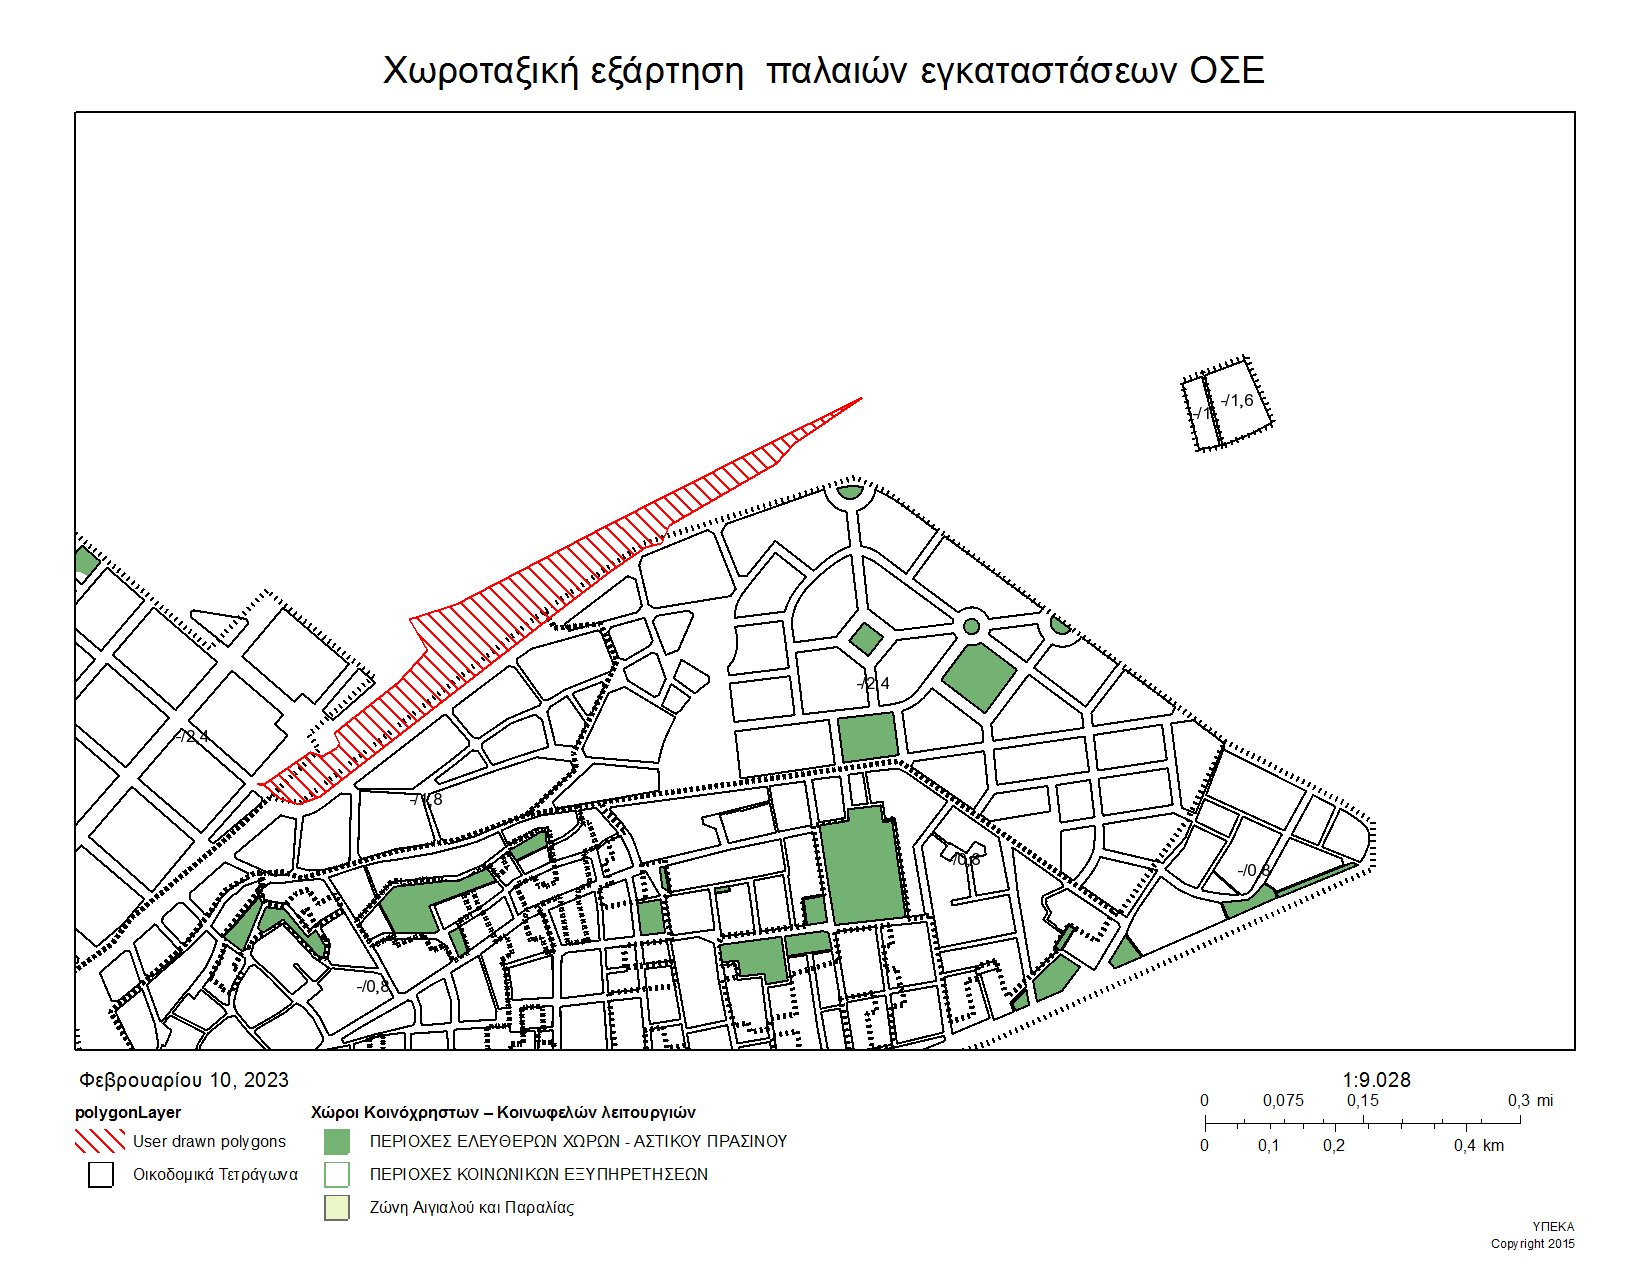 Χωροταξική εξάρτηση παλαιών εγκαταστάσεων ΟΣΕ
-/1,6
-/1
-/2,4
-/2,4
-/1,8
-/0,8
-/0,8
-/0,8
Φεβρουαρίου 10, 2023
1:9.028
0 0,075 0,15 0,3 mi
0 0,1 0,2 0,4 km
polygonLayer
User drawn polygons
Οικοδομικά Τετράγωνα
Χώροι Κοινόχρηστων – Κοινωφελών λειτουργιών
ΠΕΡΙΟΧΕΣ ΕΛΕΥΘΕΡΩΝ ΧΩΡΩΝ - ΑΣΤΙΚΟΥ ΠΡΑΣΙΝΟΥ
ΠΕΡΙΟΧΕΣ ΚΟΙΝΩΝΙΚΩΝ ΕΞΥΠΗΡΕΤΗΣΕΩΝ
Ζώνη Αιγιαλού και Παραλίας
ΥΠΕΚΑ
Copyright 2015